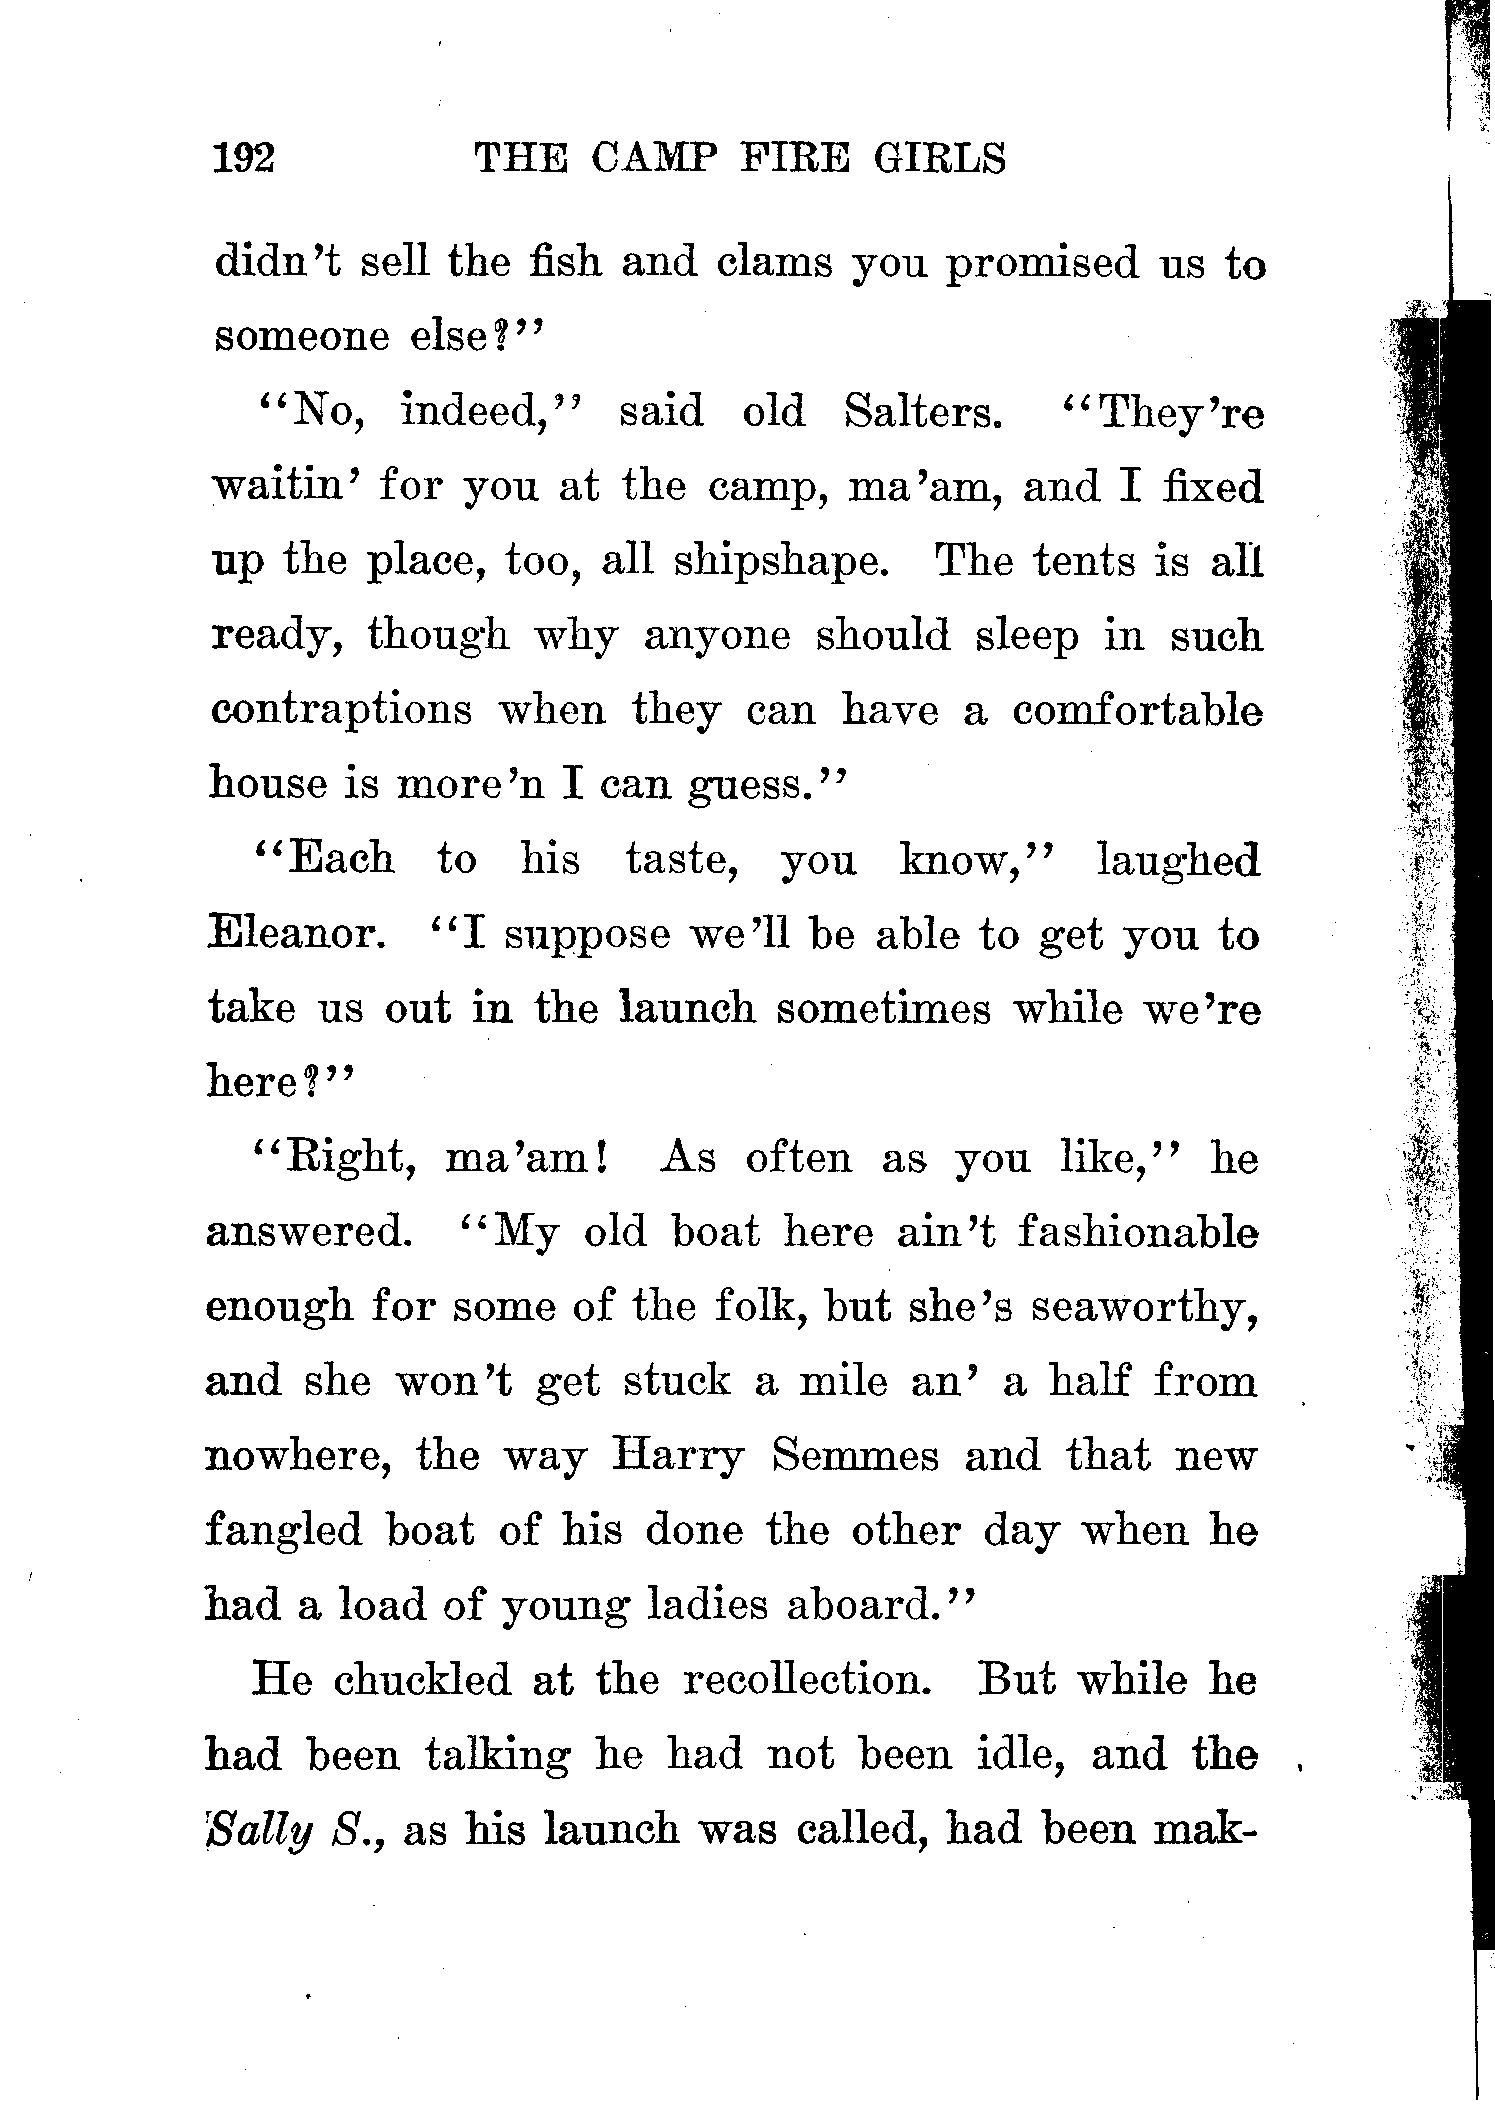 192 THE CAMP FIRE GIRLS
didn't sell the fish and clams you promised us to
someone else?"
"No, indeed," said old Salters. "They're
waitin' for you at the camp, ma'am, and I fixed
up the place, too, all shipshape. The tents is all
ready, though why anyone should sleep in such
contraptions when they can have a comfortable
house is more'n I can guess."
"Each to his taste, you know," laughed
Eleanor. "I suppose we'll be able to get you to
take us out in the launch sometimes while we're
here?"
"Right, ma'am! As often as you like," he
answered. "My old boat here ain't fashionable
enough for some of the folk, but she's seaworthy,
and she won't get stuck a mile an' a half from
nowhere, the way Harry Semmes and that new
fangled boat of his done the other day when he
had a load of young ladies aboard."
He chuckled at the recollection. But while he
had been talking he had not been idle, and the
Sally S., as his launch was called, had been mak-